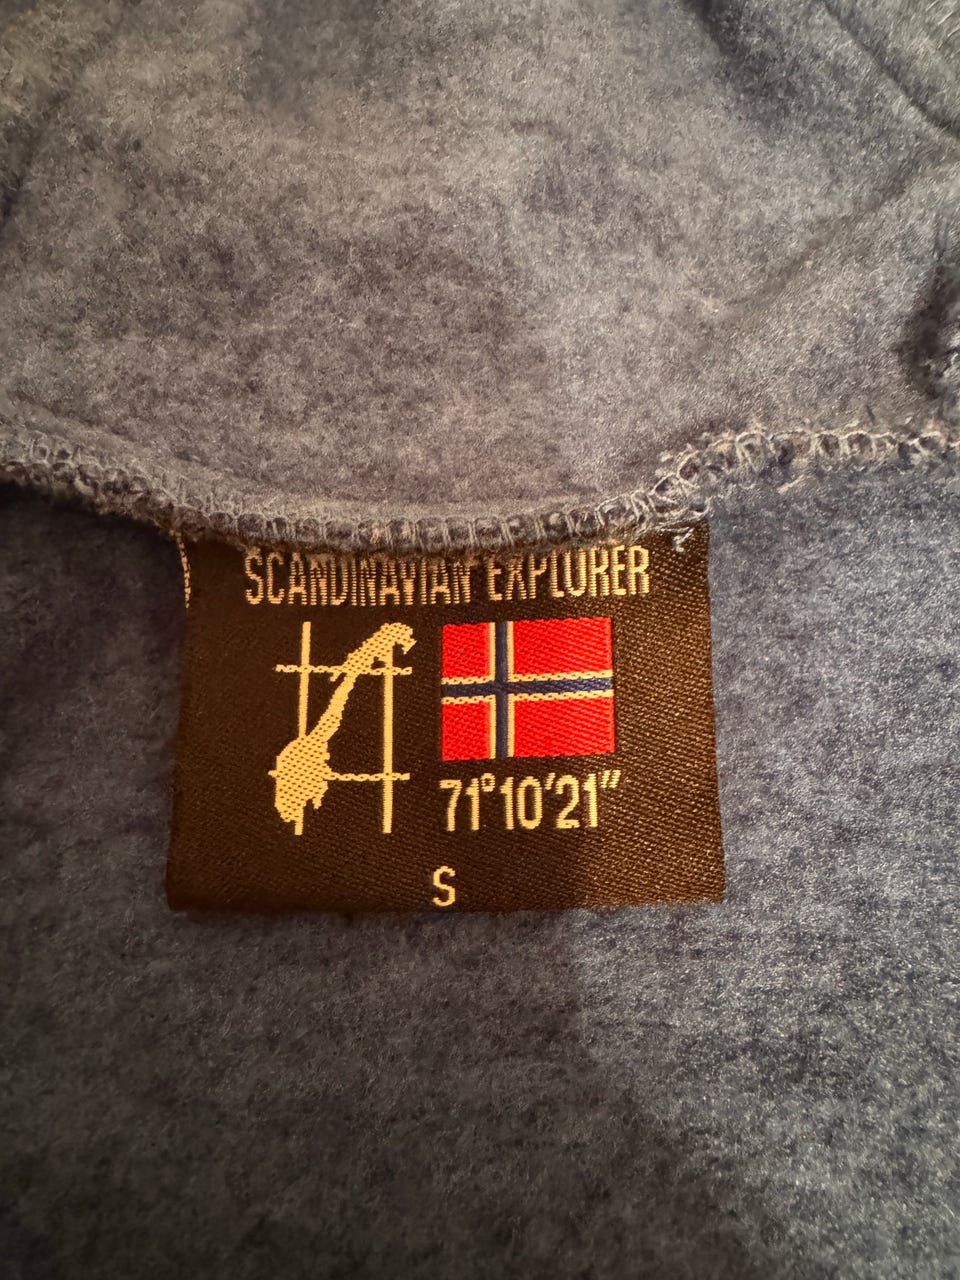 SCANDINAVIAN EXPLORER
71°10'21"
S